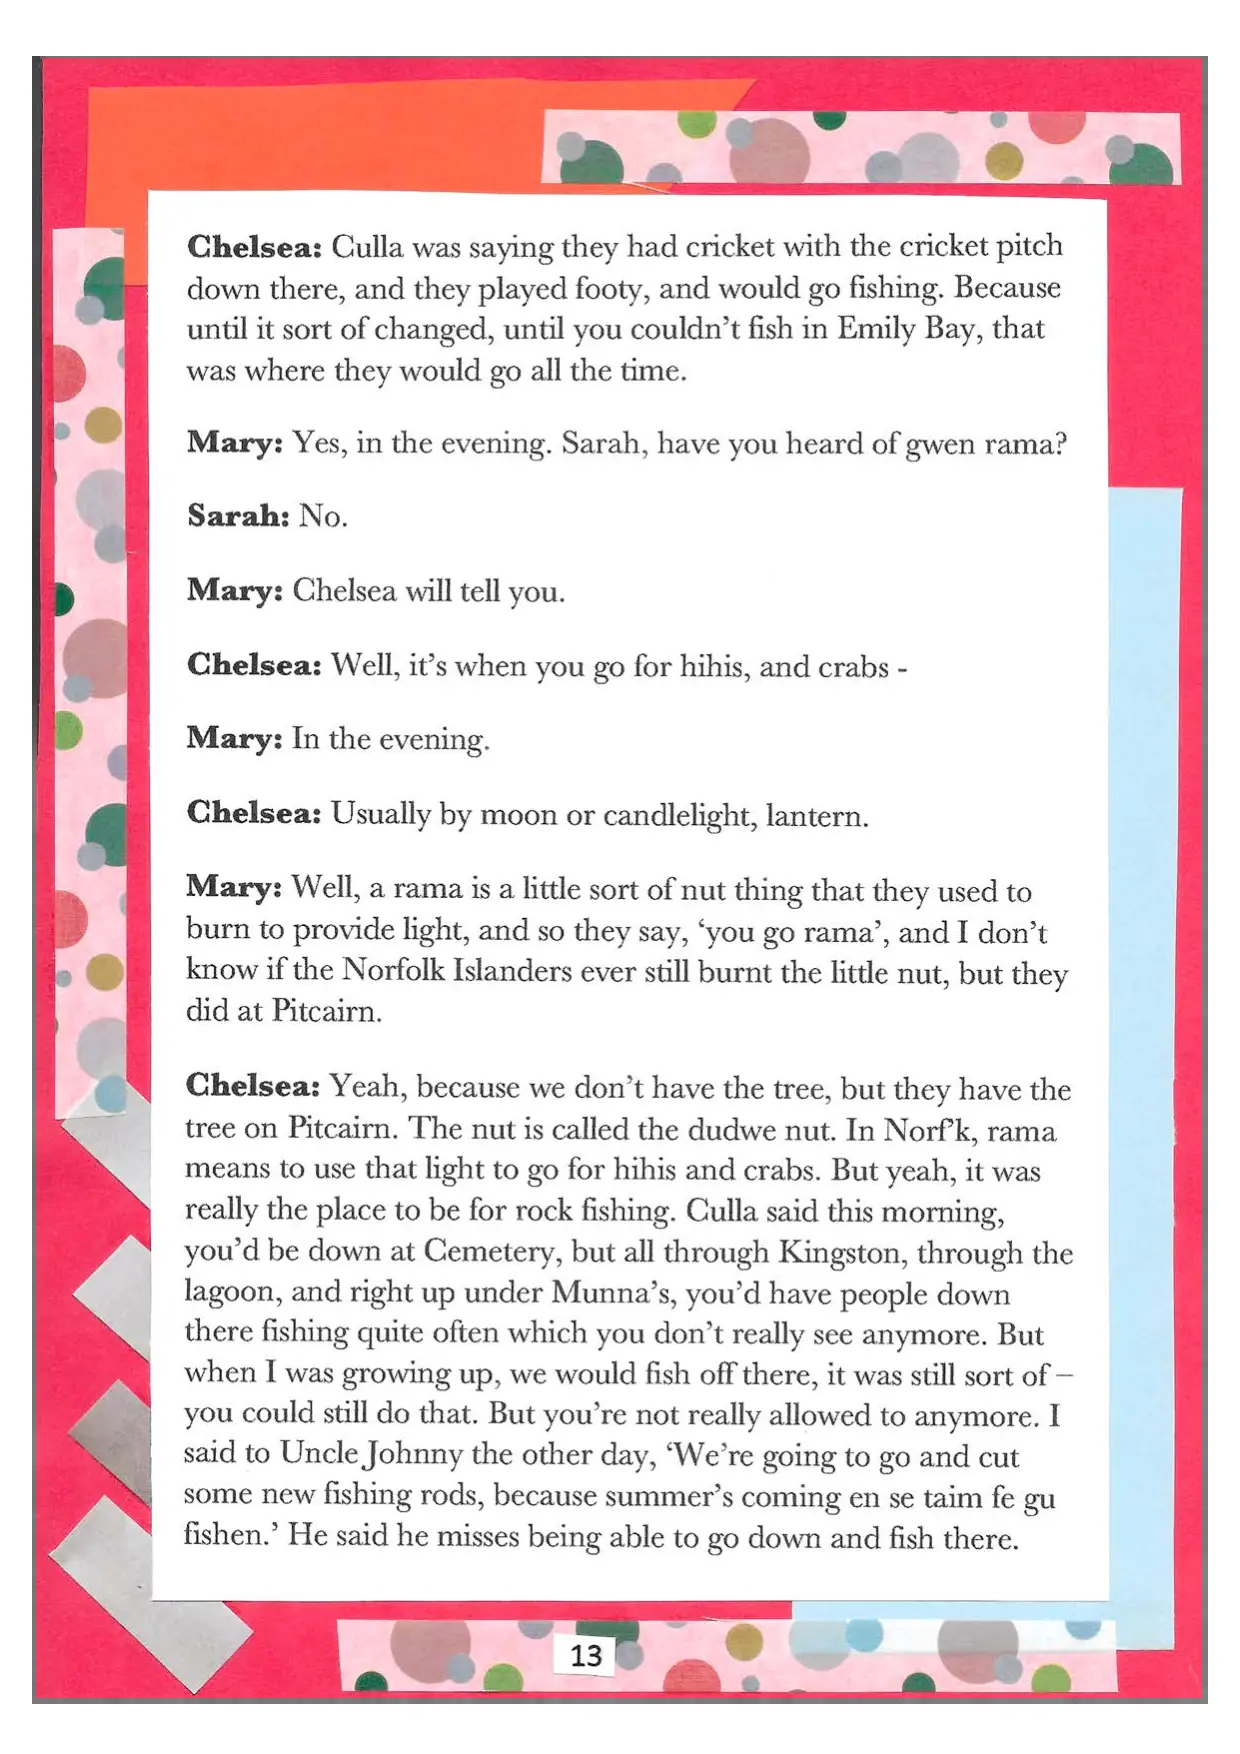 Chelsea: Culla was saying they had cricket with the cricket pitch
down there, and they played footy, and would go fishing. Because
until it sort of changed, until you couldn’t fish in Emily Bay, that
was where they would go all the time.
Mary: Yes, in the evening. Sarah, have you heard of gwen rama?
Sarah: No.
Mary: Chelsea will tell you.
Chelsea: Well, it’s when you go for hihis, and crabs -
Mary: In the evening.
Chelsea: Usually by moon or candlelight, lantern.
Mary: Well, a rama is a little sort of nut thing that they used to
burn to provide light, and so they say, ‘you go rama’, and I don’t
know if the Norfolk Islanders ever still burnt the little nut, but they
did at Pitcairn.
Chelsea: Yeah, because we don’t have the tree, but they have the
tree on Pitcairn. The nut is called the dudwe nut. In Norf’k, rama
means to use that light to go for hihis and crabs. But yeah, it was
really the place to be for rock fishing. Culla said this morning,
you’d be down at Cemetery, but all through Kingston, through the
lagoon, and right up under Munna’s, you’d have people down
there fishing quite often which you don’t really see anymore. But
when I was growing up, we would fish off there, it was still sort of –
you could still do that. But you’re not really allowed to anymore. I
said to Uncle Johnny the other day, ‘We’re going to go and cut
some new fishing rods, because summer’s coming en se taim fe gu
fishen.’ He said he misses being able to go down and fish there.
13